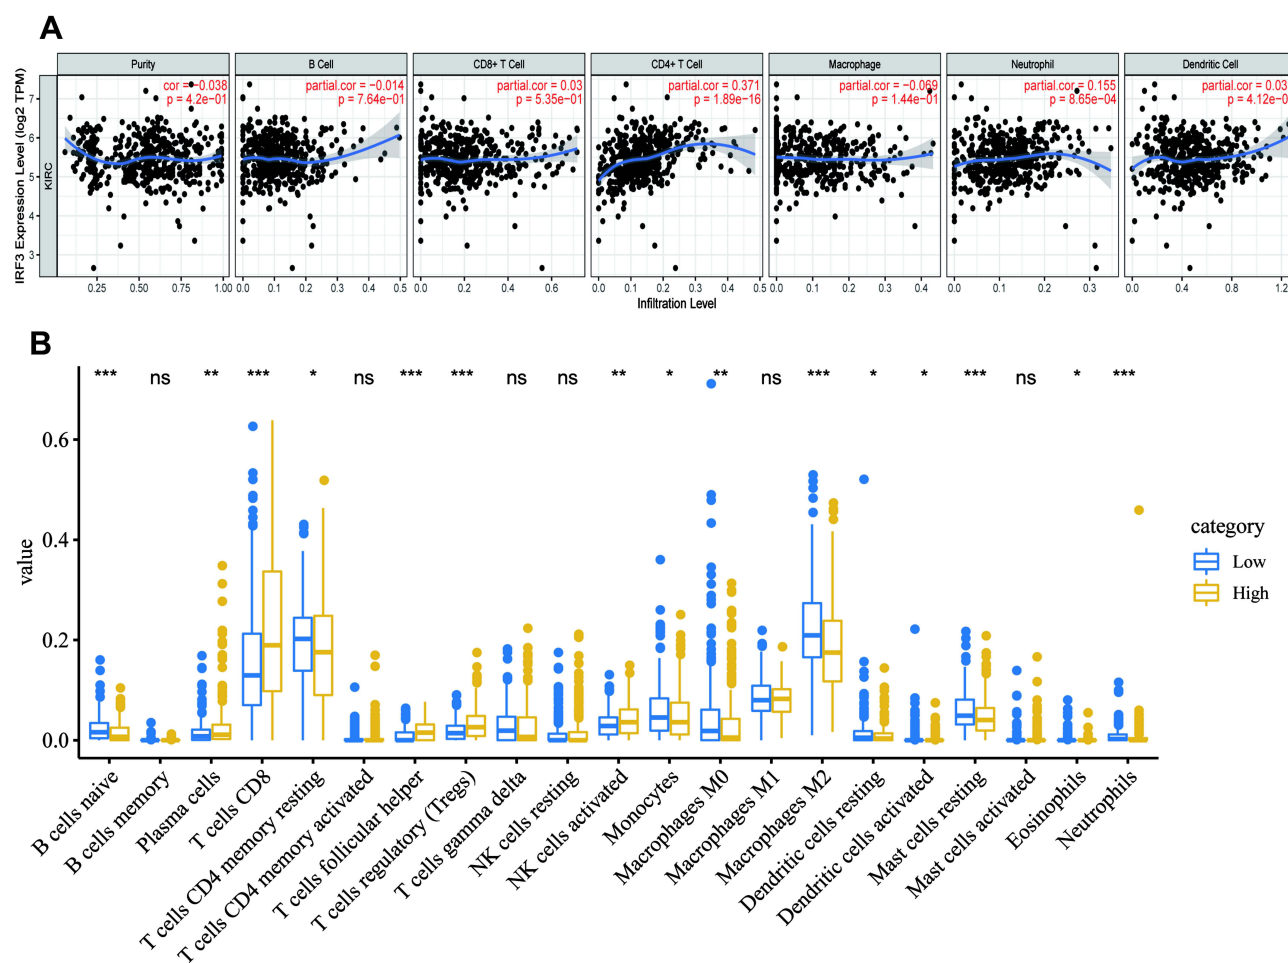 A
Purity
B Cell
CD8+ T Cell
CD4+ T Cell
Macrophage
Neutrophil
Dendritic Cell
cor = −0.038
p = 4.2e−01
partial.cor = −0.014
p = 7.64e−01
partial.cor = 0.03
p = 5.35e−01
partial.cor = 0.371
p = 1.89e−16
partial.cor = −0.069
p = 1.44e−01
partial.cor = 0.155
p = 8.65e−04
partial.cor = 0.03
p = 4.12e−0
IRF3 Expression Level (log2 TPM)
KIRC
7
6
5
4
3
0.25 0.50 0.75 1.00
0.0 0.1 0.2 0.3 0.4 0.5
0.0 0.2 0.4 0.6
0.0 0.1 0.2 0.3 0.4 0.5
0.0 0.1 0.2 0.3 0.4
0.0 0.1 0.2 0.3
0.0 0.4 0.8 1.2
Infiltration Level
B
*** ns ** *** * ns *** *** ns ns ** * ** ns *** * * *** ns * ***
value
0.6
0.4
0.2
0.0
category
Low
High
B cells naive
B cells memory
Plasma cells
T cells CD8
T cells CD4 memory resting
T cells CD4 memory activated
T cells follicular helper
T cells regulatory (Tregs)
T cells gamma delta
NK cells resting
NK cells activated
Monocytes
Macrophages M0
Macrophages M1
Macrophages M2
Dendritic cells resting
Dendritic cells activated
Mast cells resting
Mast cells activated
Eosinophils
Neutrophils